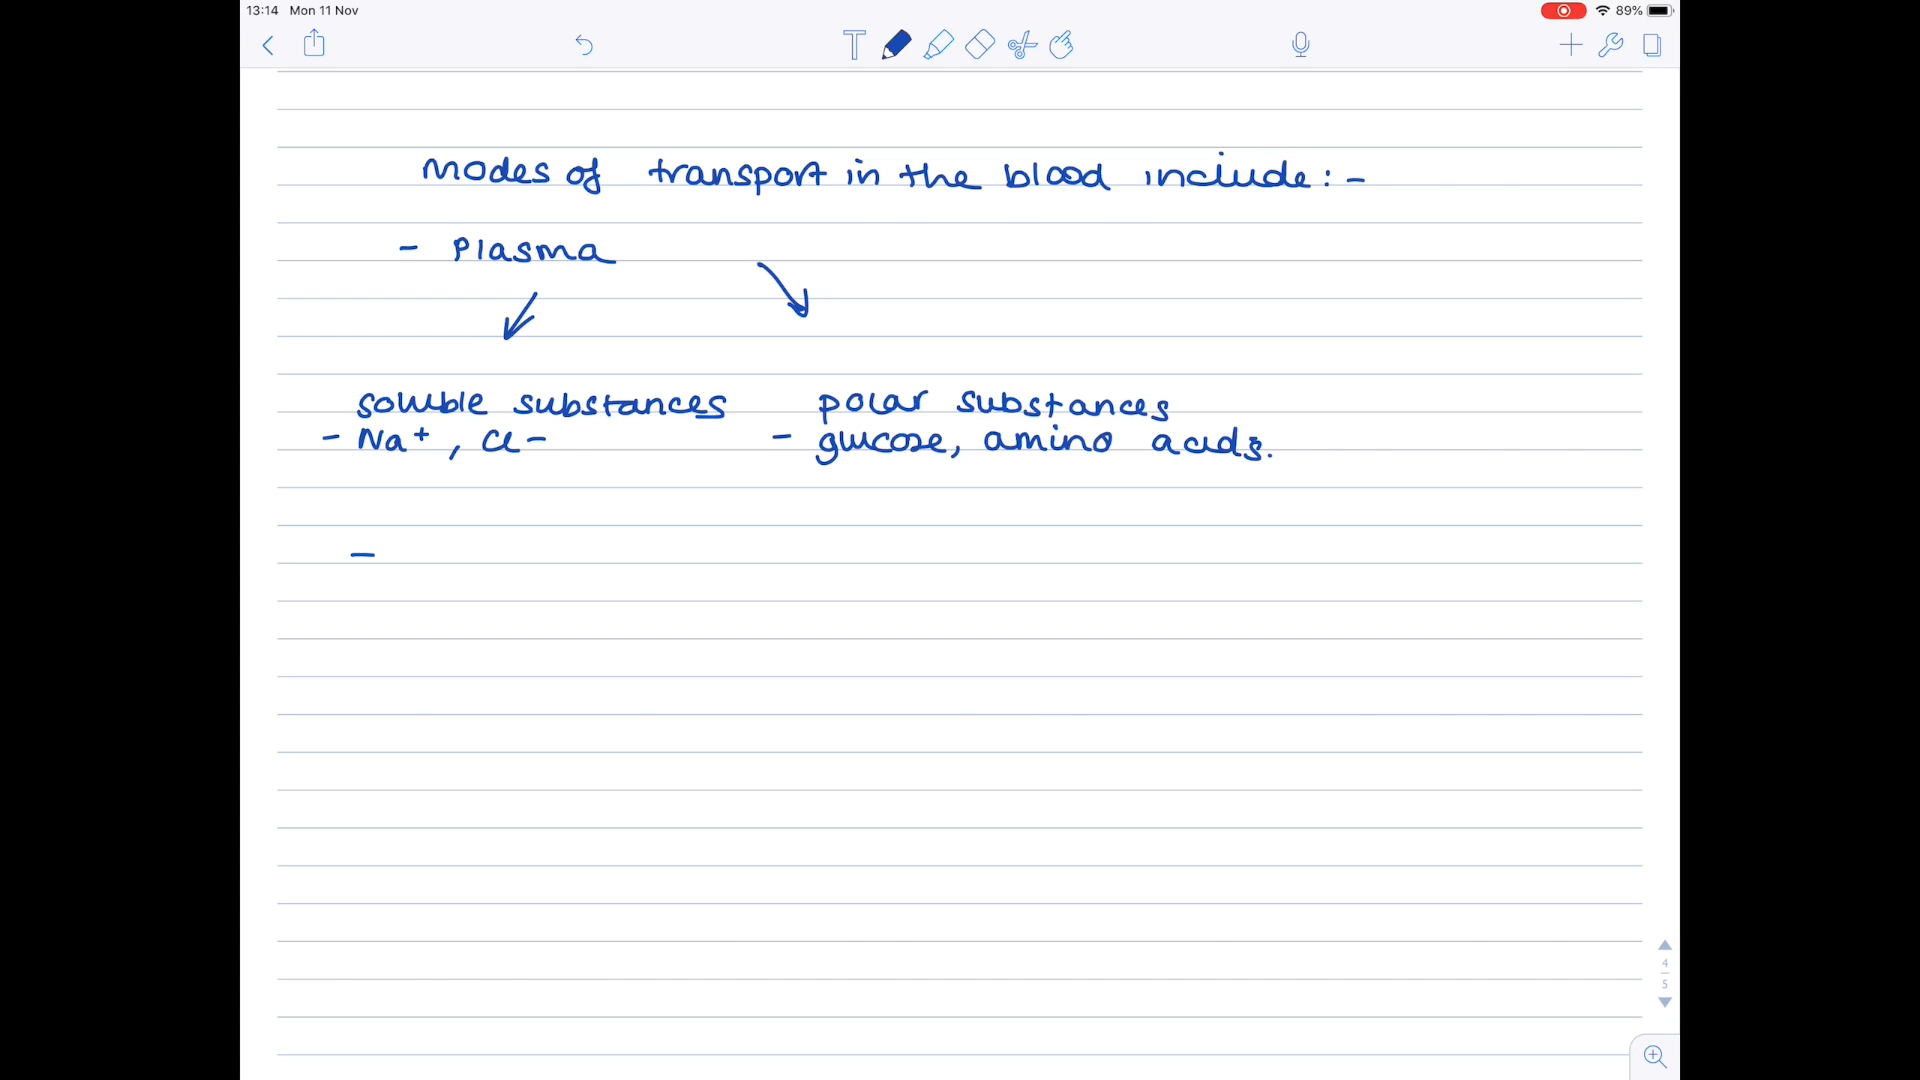 13:14 Mon 11 Nov 89%
T
modes of transport in the blood include:-
- Plasma
soluble substances polar substances
- Na+, Cl- - glucose, amino acids.
-
4
5